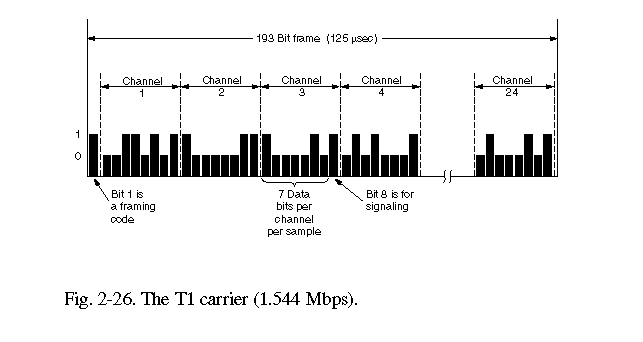 193 Bit frame (125 µsec)
Channel
1
Channel
2
Channel
3
Channel
4
Channel
24
1
0
Bit 1 is
a framing
code
7 Data
bits per
channel
per sample
Bit 8 is for
signaling
Fig. 2-26. The T1 carrier (1.544 Mbps).